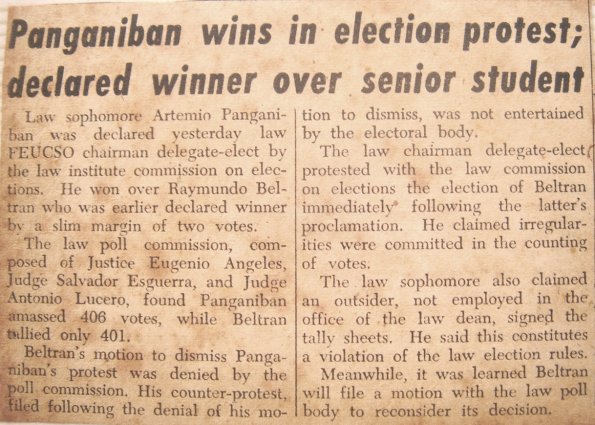 Panganiban wins in election protest;
declared winner over senior student
Law sophomore Artemio Pangani-
ban was declared yesterday law
FEUCSO chairman delegate-elect by
the law institute commission on elec-
tions. He won over Raymundo Bel-
tran who was earlier declared winner
by a slim margin of two votes.
The law poll commission, com-
posed of Justice Eugenio Angeles,
Judge Salvador Esguerra, and Judge
Antonio Lucero, found Panganiban
amassed 406 votes, while Beltran
tallied only 401.
Beltran's motion to dismiss Panga-
niban's protest was denied by the
poll commission. His counter-protest,
filed following the denial of his mo-
tion to dismiss, was not entertained
by the electoral body.
The law chairman delegate-elect
protested with the law commission
on elections the election of Beltran
immediately following the latter's
proclamation. He claimed irregular-
ities were committed in the counting
of votes.
The law sophomore also claimed
an outsider, not employed in the
office of the law dean, signed the
tally sheets. He said this constitutes
a violation of the law election rules.
Meanwhile, it was learned Beltran
will file a motion with the law poll
body to reconsider its decision.